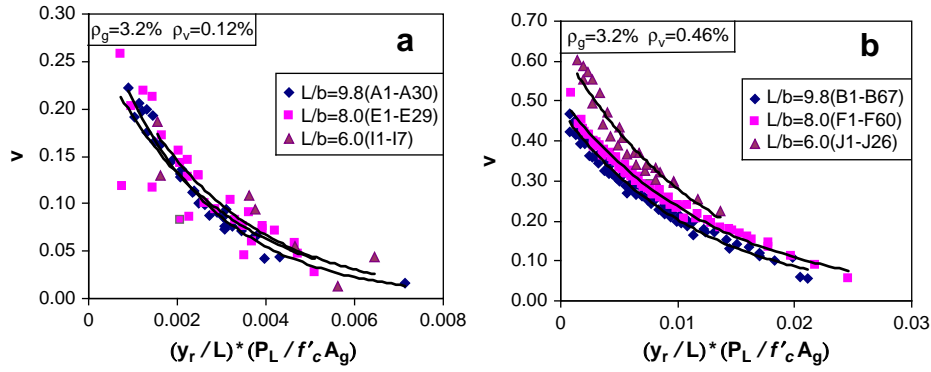 ρg=3.2% ρv=0.12%
a
L/b=9.8(A1-A30)
L/b=8.0(E1-E29)
L/b=6.0(I1-I7)
v
0.25
0.20
0.15
0.10
0.05
0.00
0 0.002 0.004 0.006 0.008
(yr / L) * (PL / f'c Ag)
ρg=3.2% ρv=0.46%
b
L/b=9.8(B1-B67)
L/b=8.0(F1-F60)
L/b=6.0(J1-J26)
v
0.70
0.60
0.50
0.40
0.30
0.20
0.10
0.00
0 0.01 0.02 0.03
(yr / L) * (PL / f'c Ag)